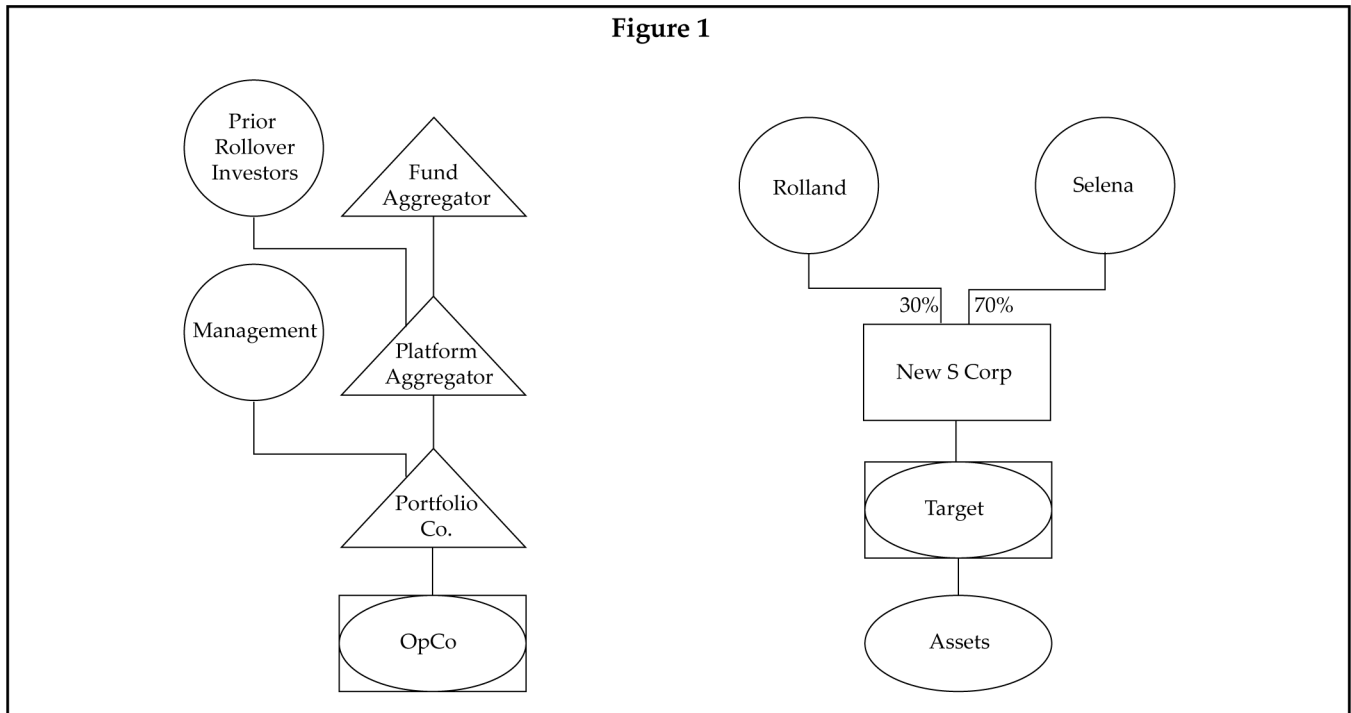 Figure 1
Prior
Rollover
Investors
Fund
Aggregator
Management
Platform
Aggregator
Portfolio
Co.
OpCo
Rolland
Selena
30%
70%
New S Corp
Target
Assets